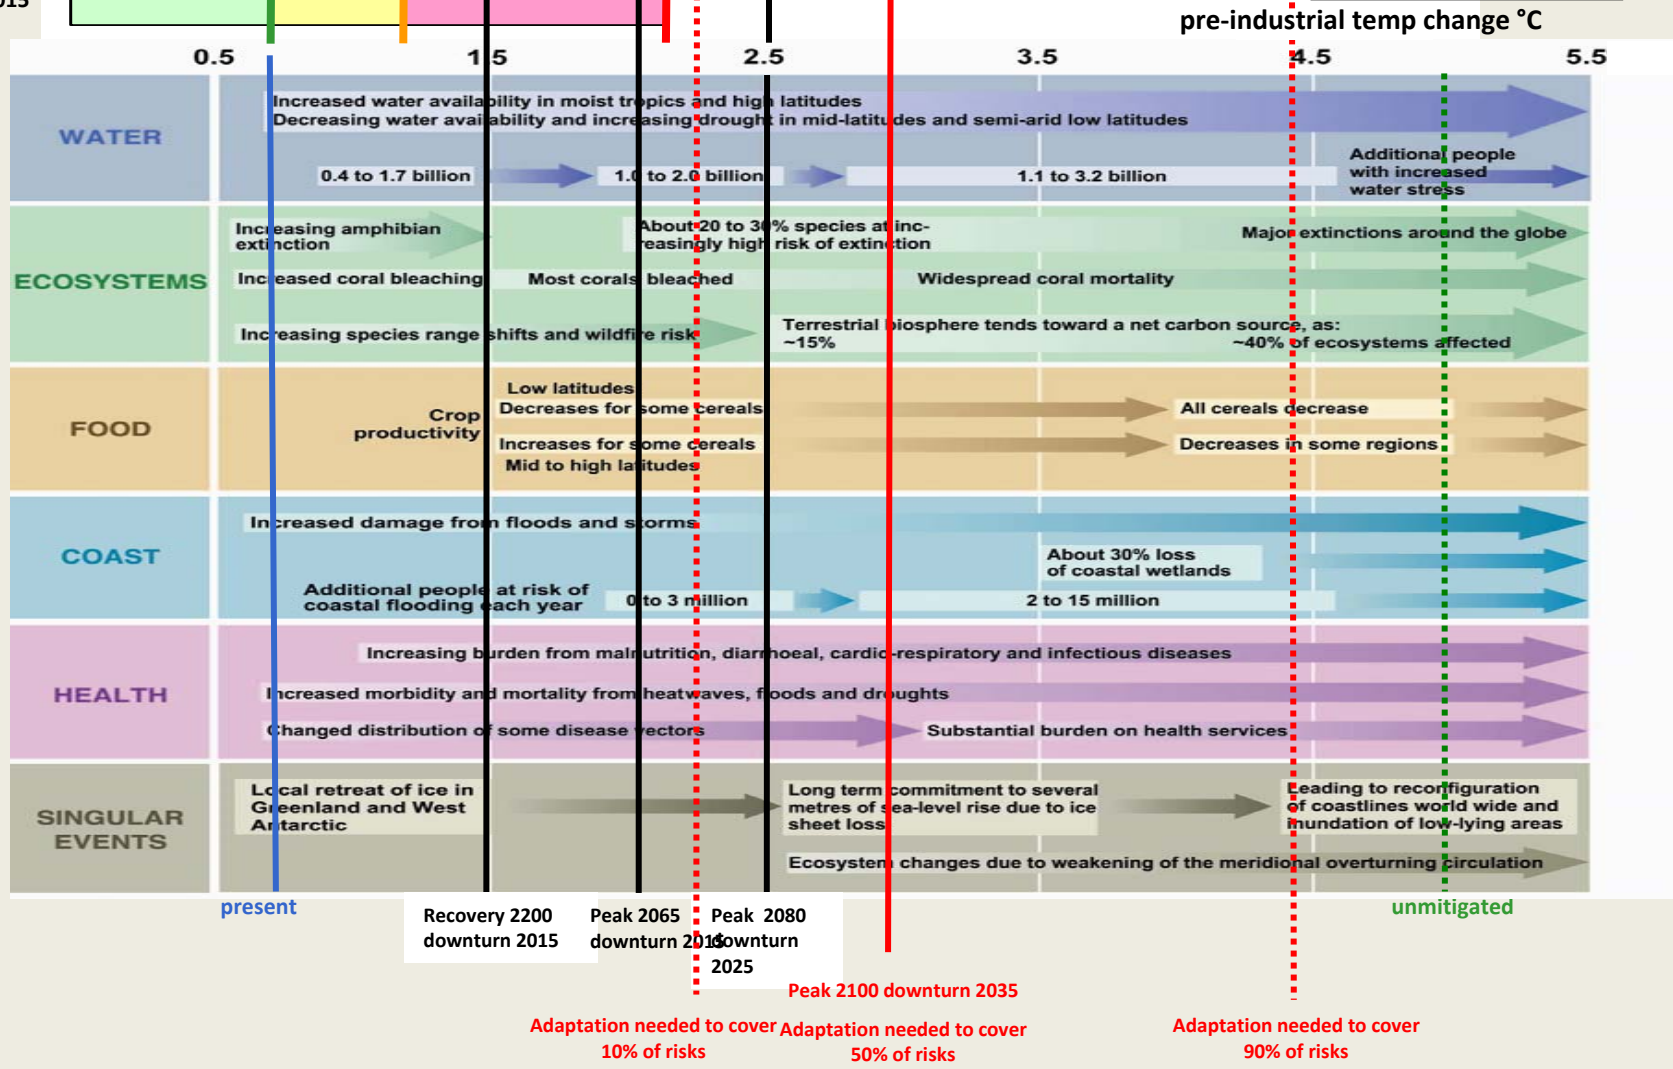 pre-industrial temp change °C
0.5 1.5 2.5 3.5 4.5 5.5
WATER
Increased water availability in moist tropics and high latitudes
Decreasing water availability and increasing drought in mid-latitudes and semi-arid low latitudes
0.4 to 1.7 billion
1.0 to 2.0 billion
1.1 to 3.2 billion
Additional people
with increased
water stress
ECOSYSTEMS
Increasing amphibian
extinction
About 20 to 30% species at inc-
reasingly high risk of extinction
Major extinctions around the globe
Increased coral bleaching
Most corals bleached
Widespread coral mortality
Increasing species range shifts and wildfire risk
Terrestrial biosphere tends toward a net carbon source, as:
~15%
~40% of ecosystems affected
FOOD
Crop
productivity
Low latitudes
Decreases for some cereals
All cereals decrease
Increases for some cereals
Decreases in some regions
Mid to high latitudes
COAST
Increased damage from floods and storms
About 30% loss
of coastal wetlands
Additional people at risk of
coastal flooding each year
0 to 3 million
2 to 15 million
HEALTH
Increasing burden from malnutrition, diarrhoeal, cardio-respiratory and infectious diseases
Increased morbidity and mortality from heatwaves, floods and droughts
Changed distribution of some disease vectors
Substantial burden on health services
SINGULAR
EVENTS
Local retreat of ice in
Greenland and West
Antarctic
Long term commitment to several
metres of sea-level rise due to ice
sheet loss
Leading to reconfiguration
of coastlines world wide and
inundation of low-lying areas
Ecosystem changes due to weakening of the meridional overturning circulation
present
unmitigated
Recovery 2200
downturn 2015
Peak 2065
downturn 2015
Peak 2080
downturn
2025
Peak 2100 downturn 2035
Adaptation needed to cover
10% of risks
Adaptation needed to cover
50% of risks
Adaptation needed to cover
90% of risks